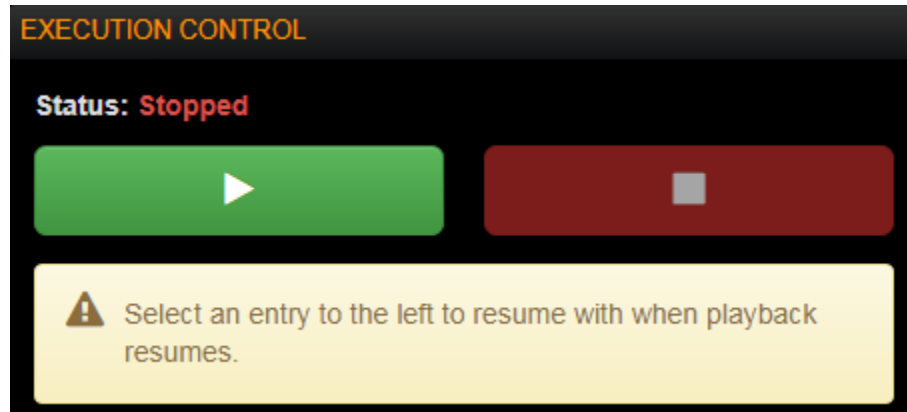 EXECUTION CONTROL
Status: Stopped
Select an entry to the left to resume with when playback
resumes.